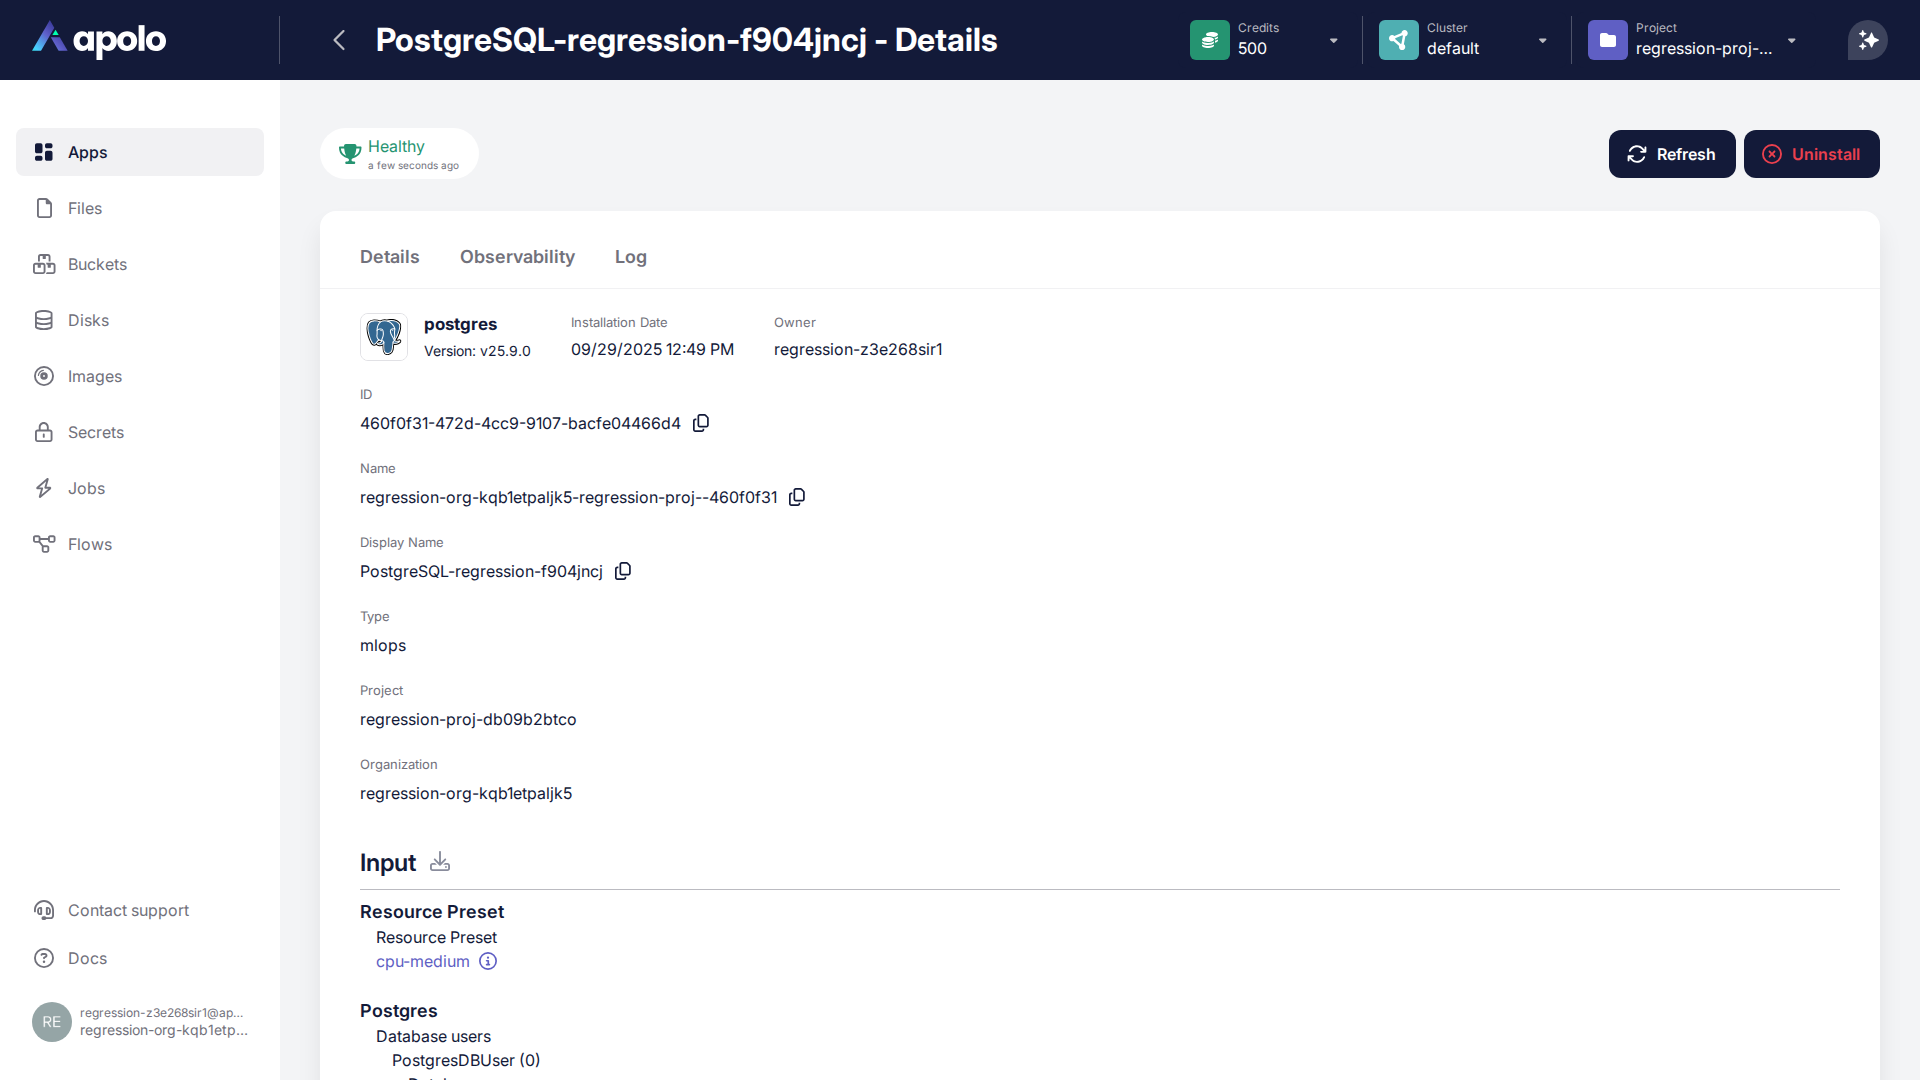 apolo
PostgreSQL-regression-f904jncj - Details
Credits
500
Cluster
default
Project
regression-proj-...
Apps
Files
Buckets
Disks
Images
Secrets
Jobs
Flows
Contact support
Docs
RE
regression-z3e268sir1@ap...
regression-org-kqb1etp...
Healthy
a few seconds ago
Refresh
Uninstall
Details
Observability
Log
postgres
Version: v25.9.0
Installation Date
09/29/2025 12:49 PM
Owner
regression-z3e268sir1
ID
460f0f31-472d-4cc9-9107-bacfe04466d4
Name
regression-org-kqb1etpaljk5-regression-proj--460f0f31
Display Name
PostgreSQL-regression-f904jncj
Type
mlops
Project
regression-proj-db09b2btco
Organization
regression-org-kqb1etpaljk5
Input
Resource Preset
Resource Preset
cpu-medium
Postgres
Database users
PostgresDBUser (0)